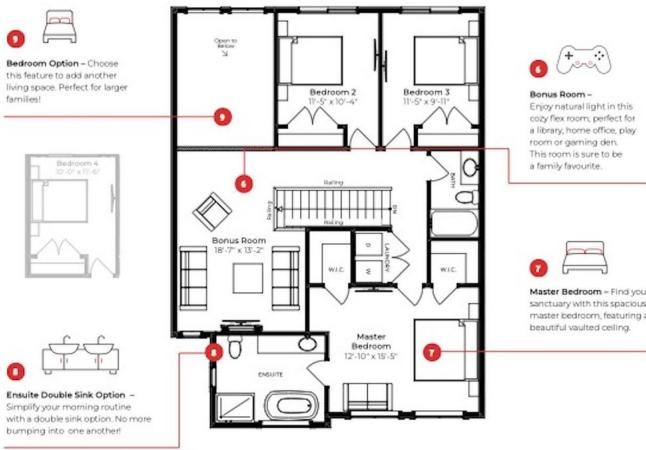 9
Bedroom Option – Choose
this feature to add another
living space. Perfect for larger
families!
Bedroom 4
10'-0" x 11'-6"
8
Ensuite Double Sink Option –
Simplify your morning routine
with a double sink option. No more
bumping into one another!
Open to
Below
9
Bedroom 2
11'-5" x 10'-4"
Bedroom 3
11'-5" x 9'-11"
6
Railing
Railing
Railing
DN
BATH
Bonus Room
18'-7" x 13'-2"
W.I.C.
D
W
LAUNDRY
W.I.C.
8
ENSUITE
Master
Bedroom
12'-10" x 15'-5"
7
6
Bonus Room –
Enjoy natural light in this
cozy flex room, perfect for
a library, home office, play
room or gaming den.
This room is sure to be
a family favourite.
7
Master Bedroom – Find you
sanctuary with this spacious
master bedroom, featuring a
beautiful vaulted ceiling.